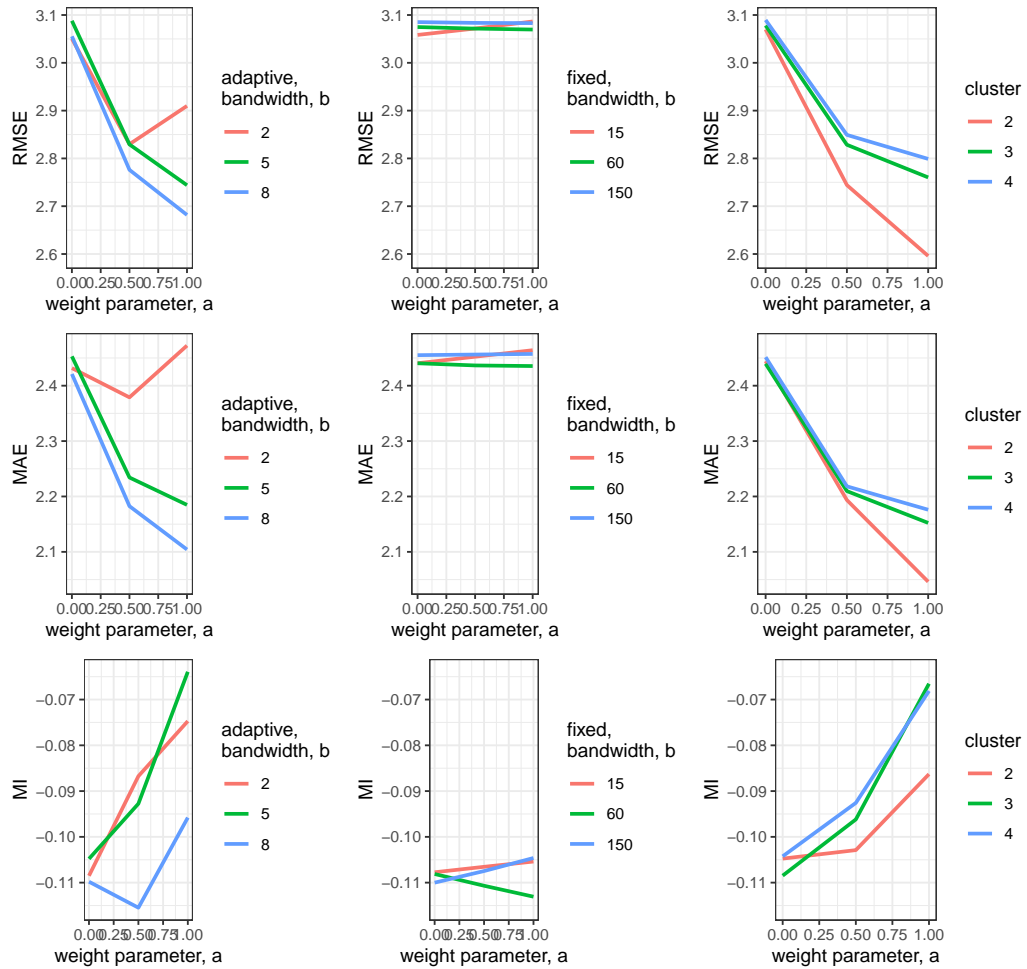 3.1
3.0
2.9
2.8
2.7
2.6
RMSE
0.00 0.25 0.50 0.75 1.00
weight parameter, a
adaptive,
bandwidth, b
2
5
8
3.1
3.0
2.9
2.8
2.7
2.6
RMSE
0.00 0.25 0.50 0.75 1.00
weight parameter, a
fixed,
bandwidth, b
15
60
150
3.1
3.0
2.9
2.8
2.7
2.6
RMSE
0.00 0.25 0.50 0.75 1.00
weight parameter, a
cluster
2
3
4
2.4
2.3
2.2
2.1
MAE
0.00 0.25 0.50 0.75 1.00
weight parameter, a
adaptive,
bandwidth, b
2
5
8
2.4
2.3
2.2
2.1
MAE
0.00 0.25 0.50 0.75 1.00
weight parameter, a
fixed,
bandwidth, b
15
60
150
2.4
2.3
2.2
2.1
MAE
0.00 0.25 0.50 0.75 1.00
weight parameter, a
cluster
2
3
4
−0.07
−0.08
−0.09
−0.10
−0.11
MI
0.00 0.25 0.50 0.75 1.00
weight parameter, a
adaptive,
bandwidth, b
2
5
8
−0.07
−0.08
−0.09
−0.10
−0.11
MI
0.00 0.25 0.50 0.75 1.00
weight parameter, a
fixed,
bandwidth, b
15
60
150
−0.07
−0.08
−0.09
−0.10
−0.11
MI
0.00 0.25 0.50 0.75 1.00
weight parameter, a
cluster
2
3
4